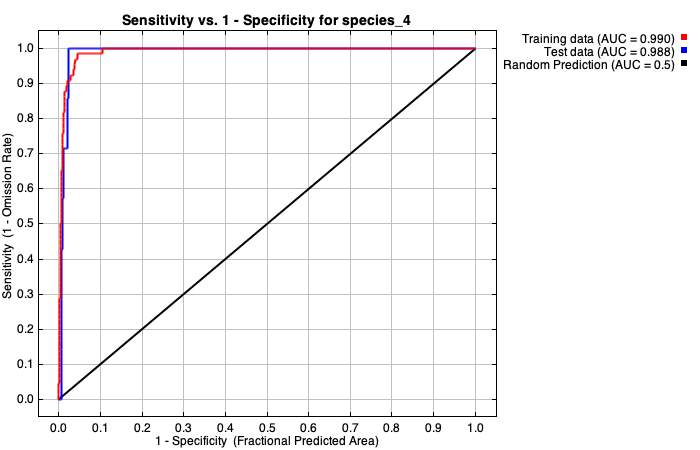 Sensitivity vs. 1 - Specificity for species_4
Training data (AUC = 0.990)
Test data (AUC = 0.988)
Random Prediction (AUC = 0.5)
Sensitivity (1 - Omission Rate)
1.0
0.9
0.8
0.7
0.6
0.5
0.4
0.3
0.2
0.1
0.0
0.0 0.1 0.2 0.3 0.4 0.5 0.6 0.7 0.8 0.9 1.0
1 - Specificity (Fractional Predicted Area)